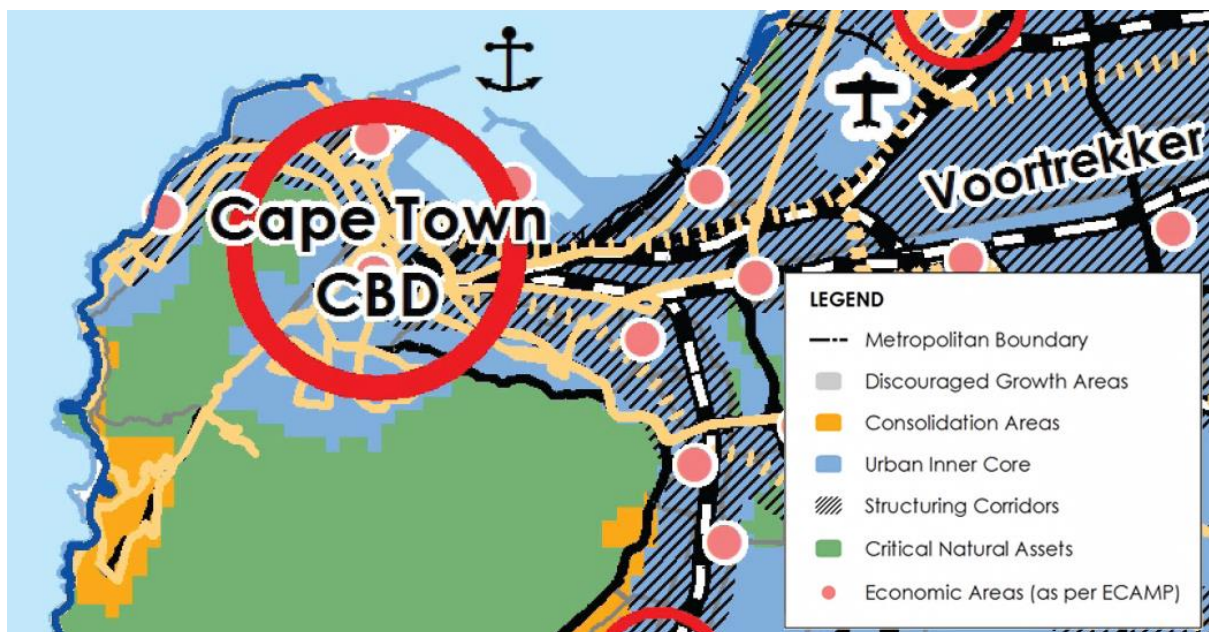 Voortrekker
Cape Town
CBD
LEGEND
Metropolitan Boundary
Discouraged Growth Areas
Consolidation Areas
Urban Inner Core
Structuring Corridors
Critical Natural Assets
Economic Areas (as per ECAMP)